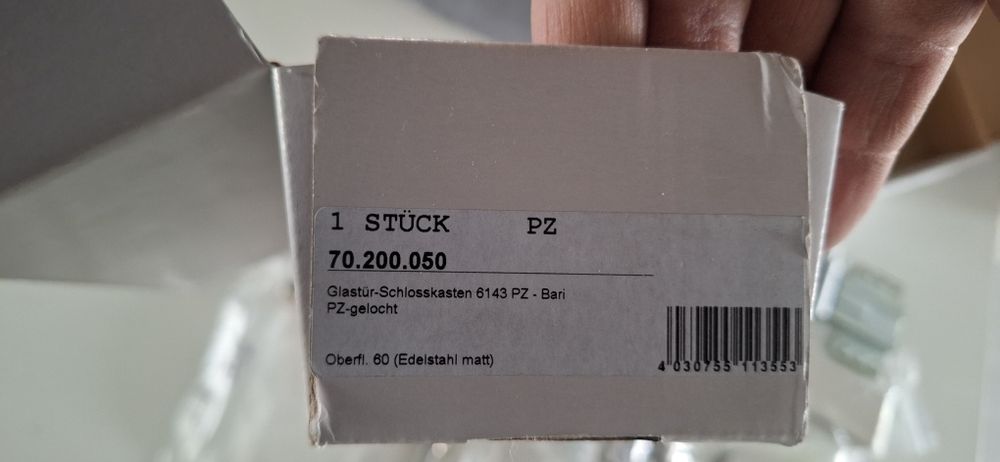 1 STÜCK PZ
70.200.050
Glastür-Schlosskasten 6143 PZ - Bari
PZ-gelocht
Oberfl. 60 (Edelstahl matt)
4 030755 113553